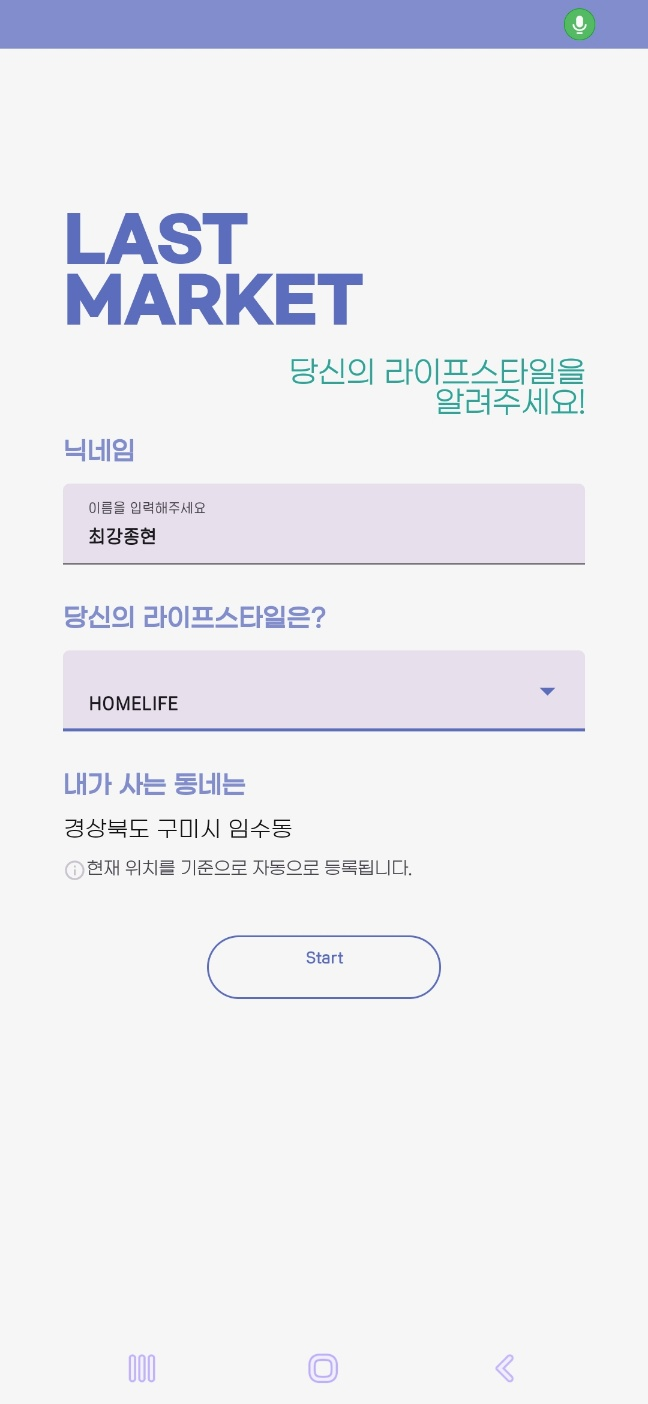 LAST
MARKET
당신의 라이프스타일을
알려주세요!
닉네임
이름을 입력해주세요
최강종현
당신의 라이프스타일은?
HOMELIFE
내가 사는 동네는
경상북도 구미시 임수동
현재 위치를 기준으로 자동으로 등록됩니다.
Start